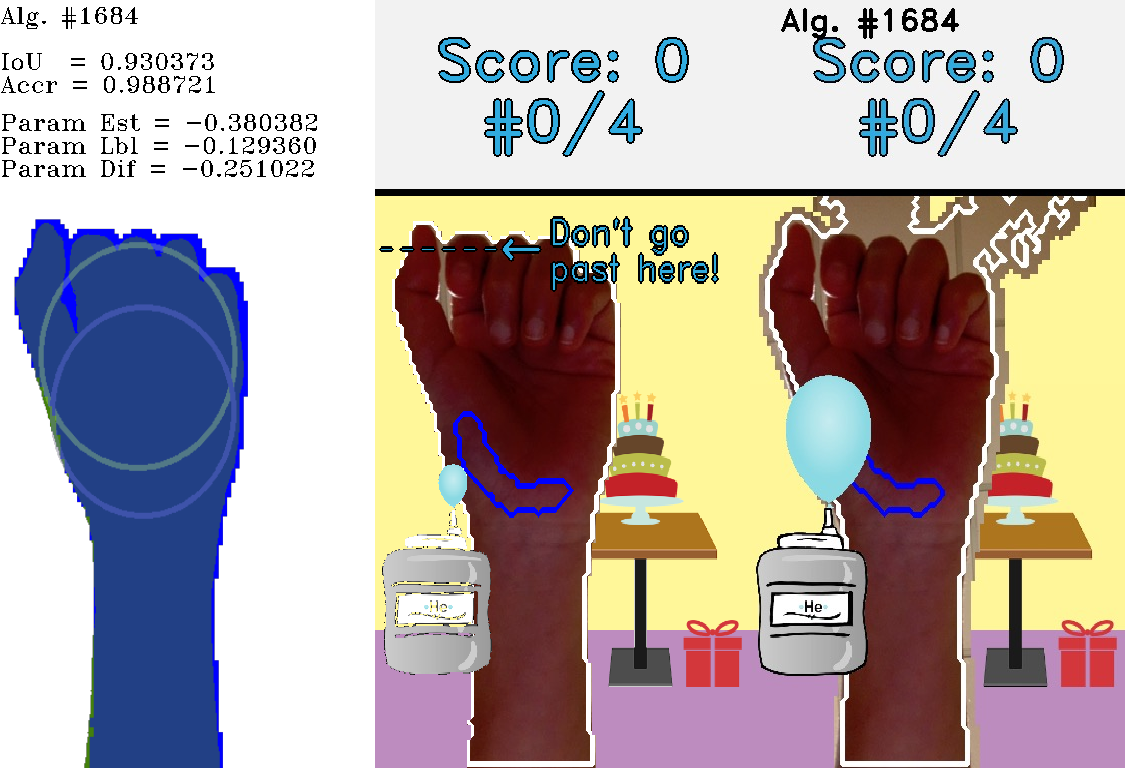 Alg. #1684
IoU = 0.930373
Accr = 0.988721
Param Est = −0.380382
Param Lbl = −0.129360
Param Dif = −0.251022
Score: 0
#0/4
Don't go
past here!
He
Alg. #1684
Score: 0
#0/4
He